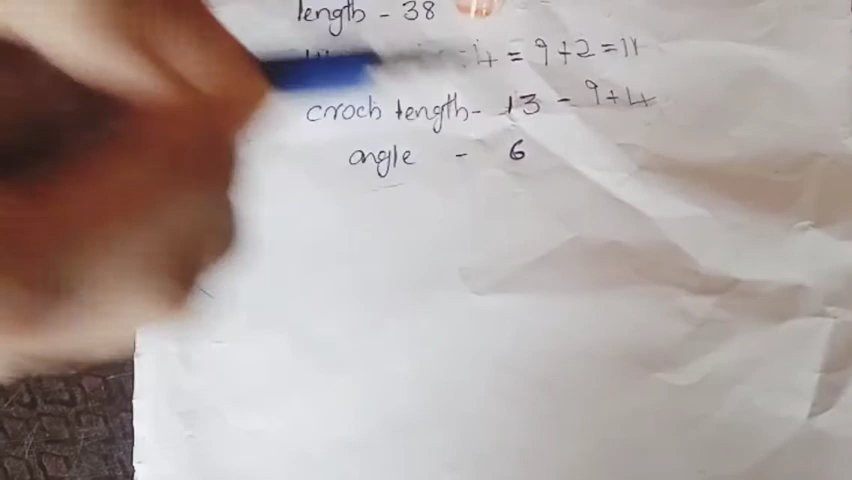 length - 38
4 = 9+2 = 11
croch length- 13 - 9+4
angle - 6